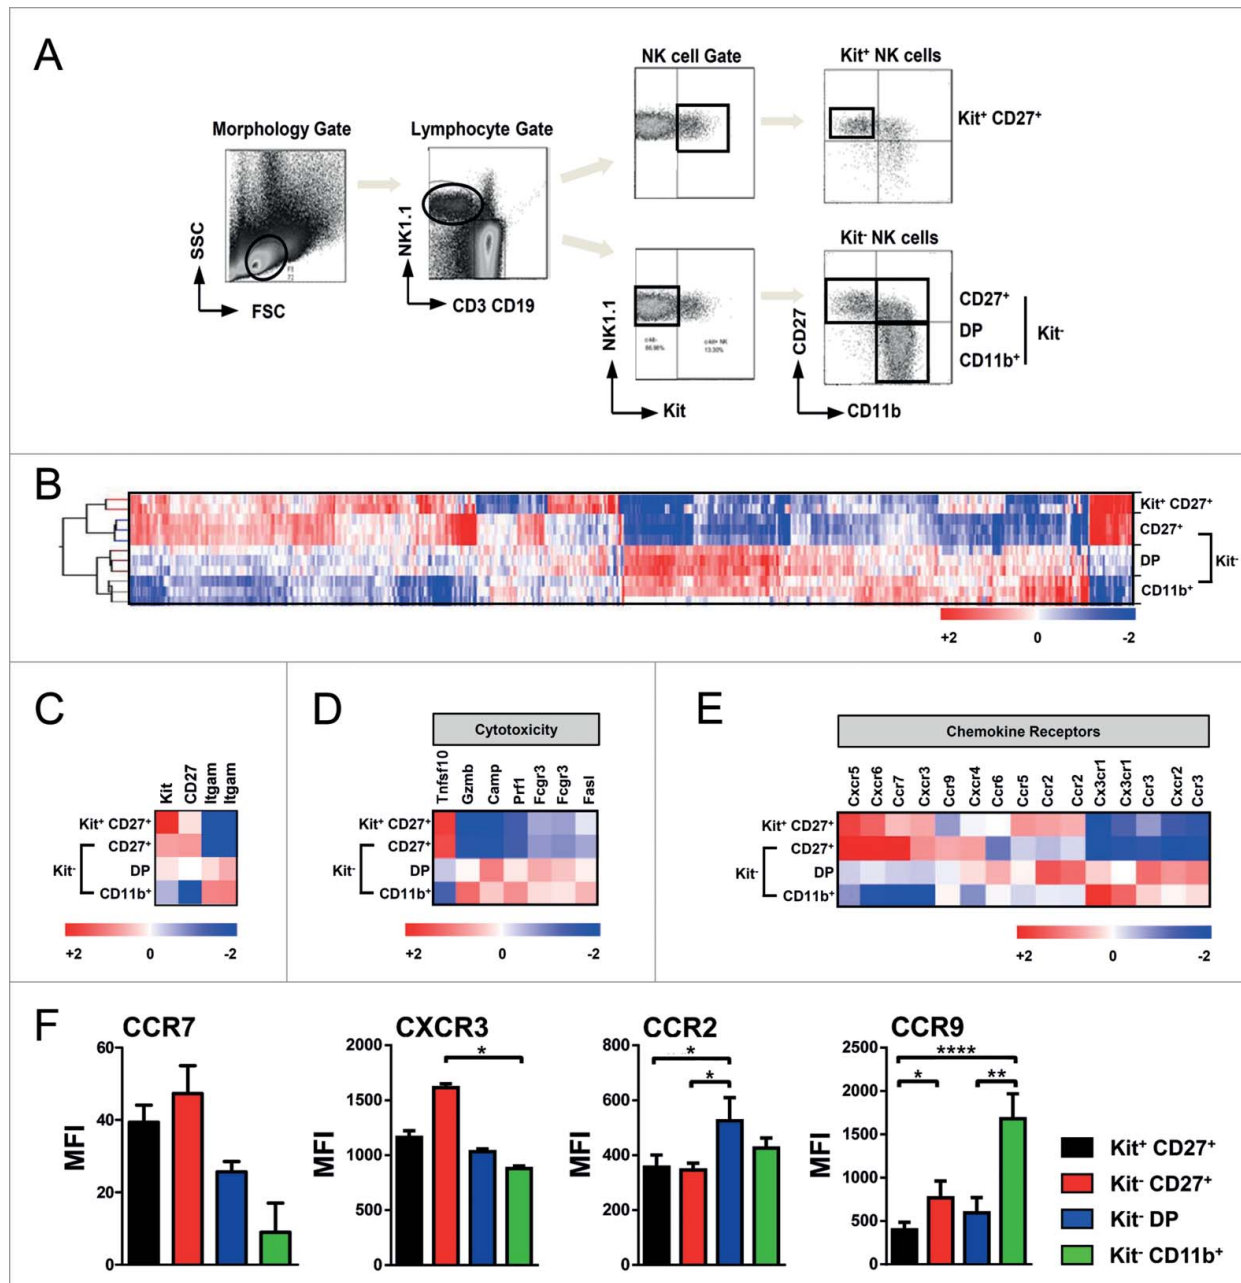 A
Morphology Gate
SSC
FSC
Lymphocyte Gate
NK1.1
CD3 CD19
NK cell Gate
Kit⁺ NK cells
Kit⁺ CD27⁺
Kit⁻ NK cells
NK1.1
Kit
CD27
CD11b
CD27⁺
DP
CD11b⁺
Kit⁻
B
Kit⁺ CD27⁺
CD27⁺
DP
CD11b⁺
Kit⁻
+2 0 -2
C
Kit CD27 Itgam Itgam
Kit⁺ CD27⁺
CD27⁺
DP
CD11b⁺
Kit⁻
+2 0 -2
D
Cytotoxicity
Tnfsf10 Gzmb Camp Prf1 Fcgr3 Fcgr3 Fasl
Kit⁺ CD27⁺
CD27⁺
DP
CD11b⁺
Kit⁻
+2 0 -2
E
Chemokine Receptors
Cxcr5 Cxcr6 Ccr7 Cxcr3 Ccr9 Cxcr4 Ccr6 Ccr5 Ccr2 Ccr2 Cx3cr1 Cx3cr1 Ccr3 Cxcr2 Ccr3
Kit⁺ CD27⁺
CD27⁺
DP
CD11b⁺
Kit⁻
+2 0 -2
F
CCR7
MFI
60
40
20
0
CXCR3
MFI
2000
1500
1000
500
0
*
CCR2
MFI
800
600
400
200
0
*
*
CCR9
MFI
2500
2000
1500
1000
500
0
****
*
**
Kit⁺ CD27⁺
Kit⁻ CD27⁺
Kit⁻ DP
Kit⁻ CD11b⁺